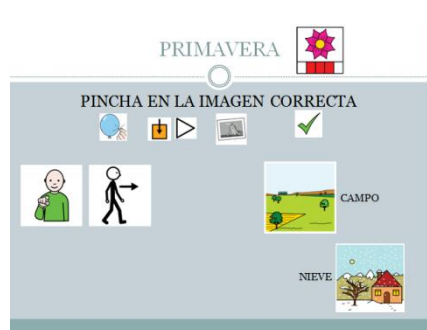 PRIMAVERA
PINCHA EN LA IMAGEN CORRECTA
CAMPO
NIEVE